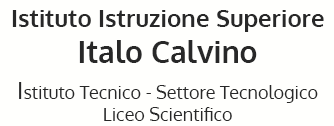 Istituto Istruzione Superiore
Italo Calvino
Istituto Tecnico - Settore Tecnologico
Liceo Scientifico